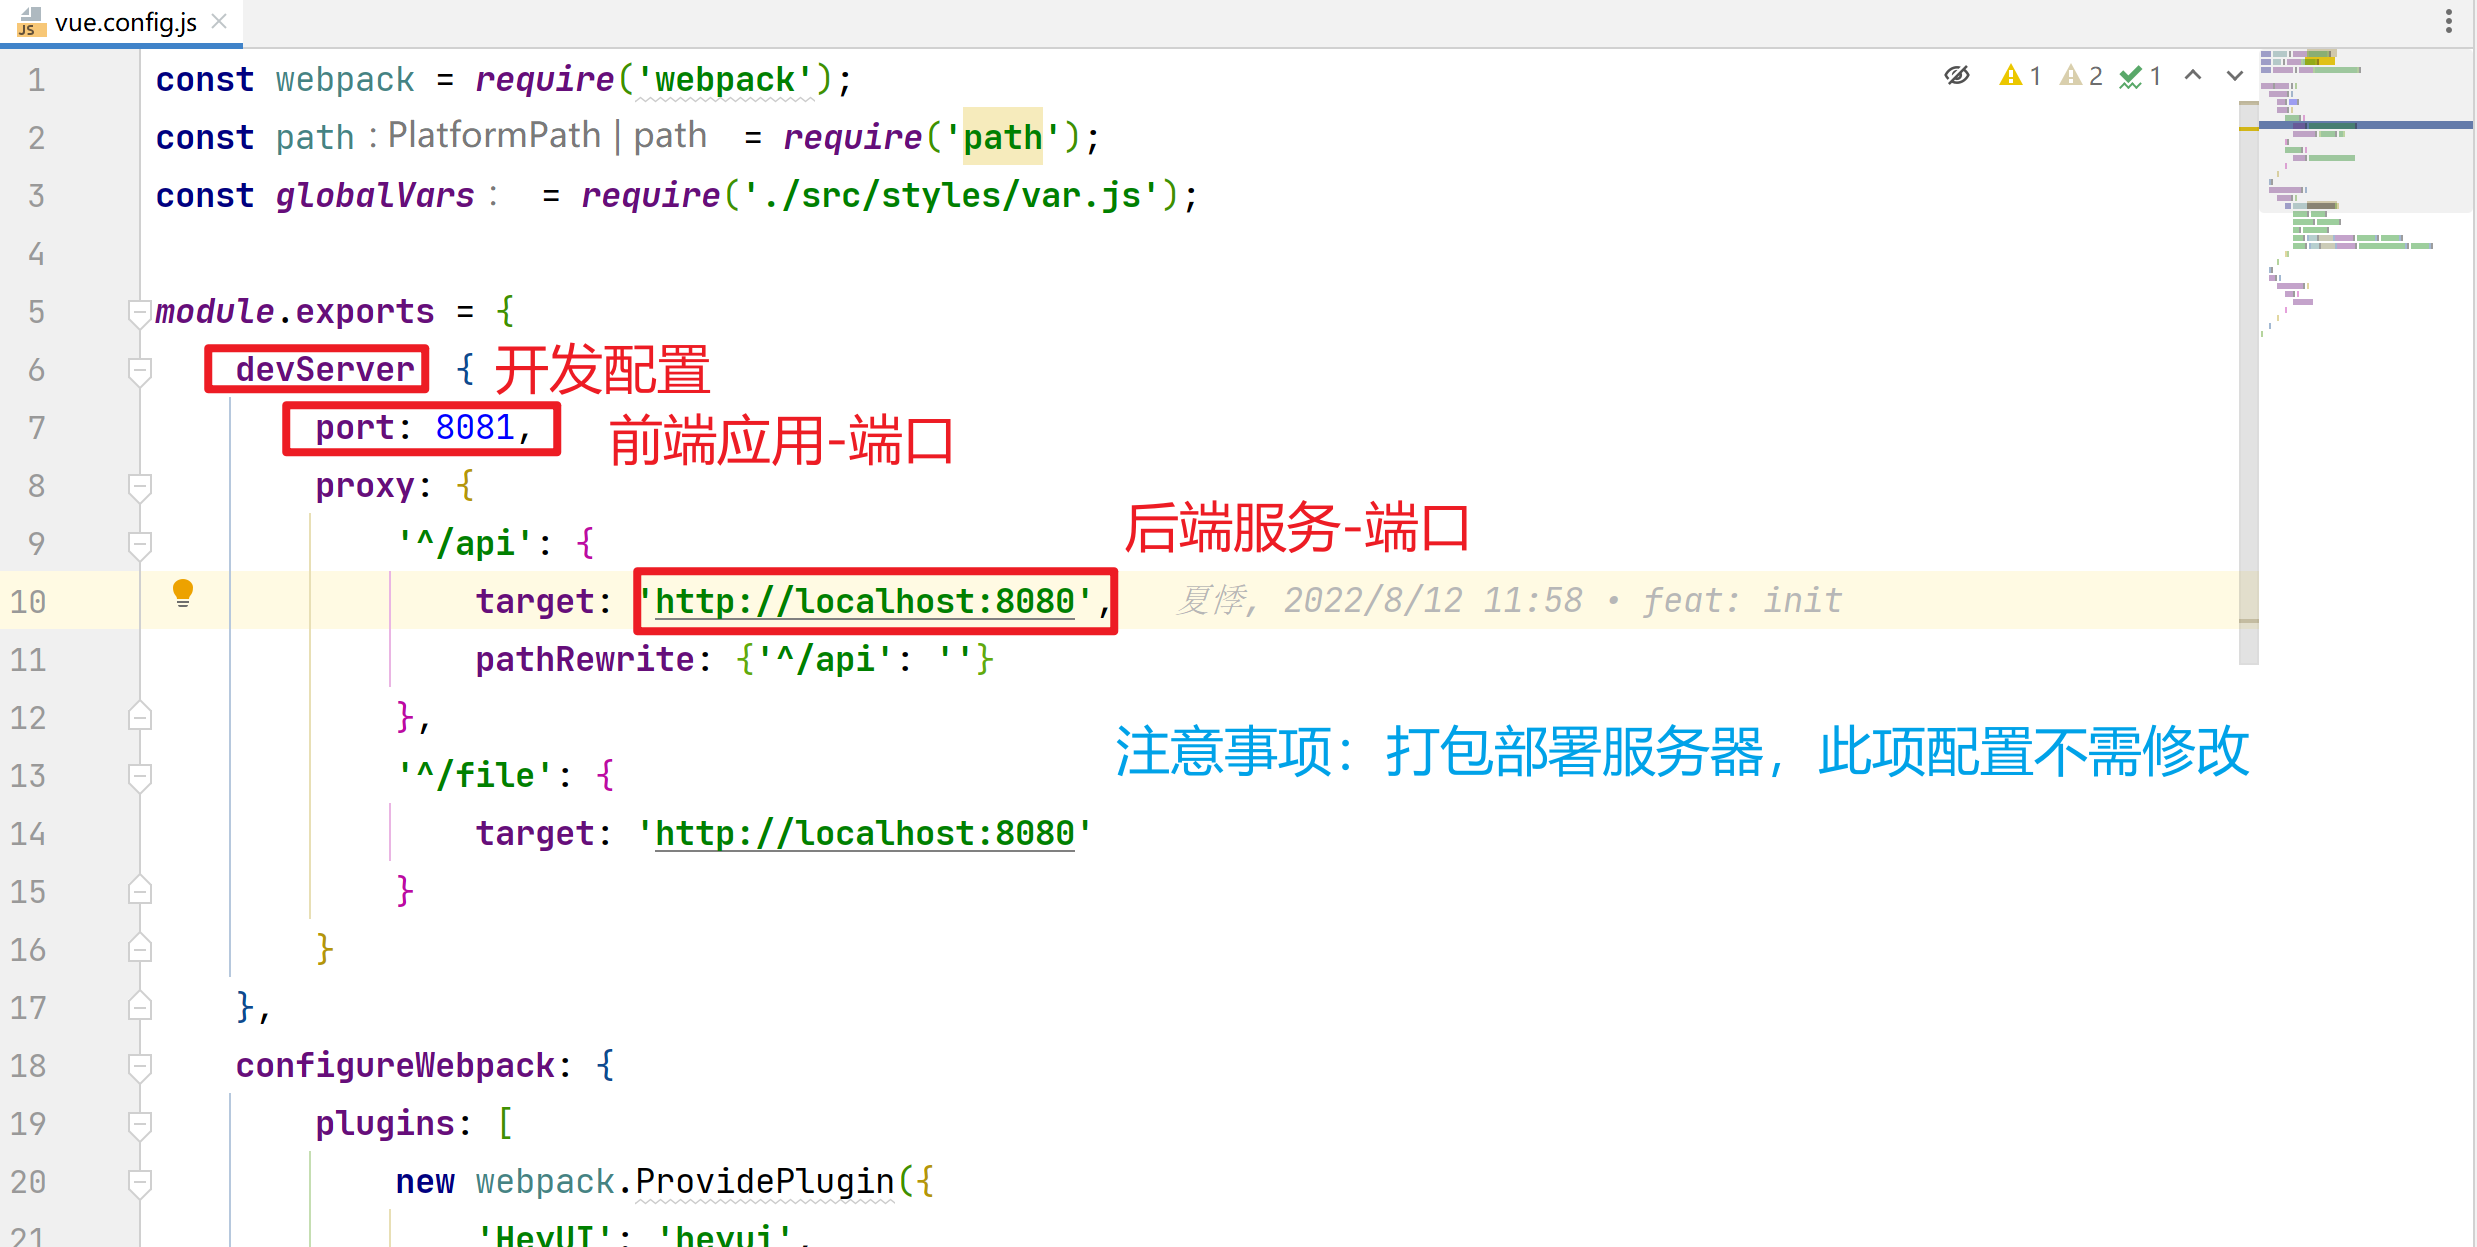 vue.config.js
1 const webpack = require('webpack');
1 2 1
2 const path : PlatformPath | path = require('path');
3 const globalVars : = require('./src/styles/var.js');
4
5 module.exports = {
6 devServer { 开发配置
7 port: 8081, 前端应用-端口
8 proxy: {
后端服务-端口
9 '^/api': {
10 target: 'http://localhost:8080', 夏悸, 2022/8/12 11:58 • feat: init
11 pathRewrite: {'^/api': ''}
12 },
注意事项：打包部署服务器，此项配置不需修改
13 '^/file': {
14 target: 'http://localhost:8080'
15 }
16 }
17 },
18 configureWebpack: {
19 plugins: [
20 new webpack.ProvidePlugin({
21 'HeyUI': 'heyui',